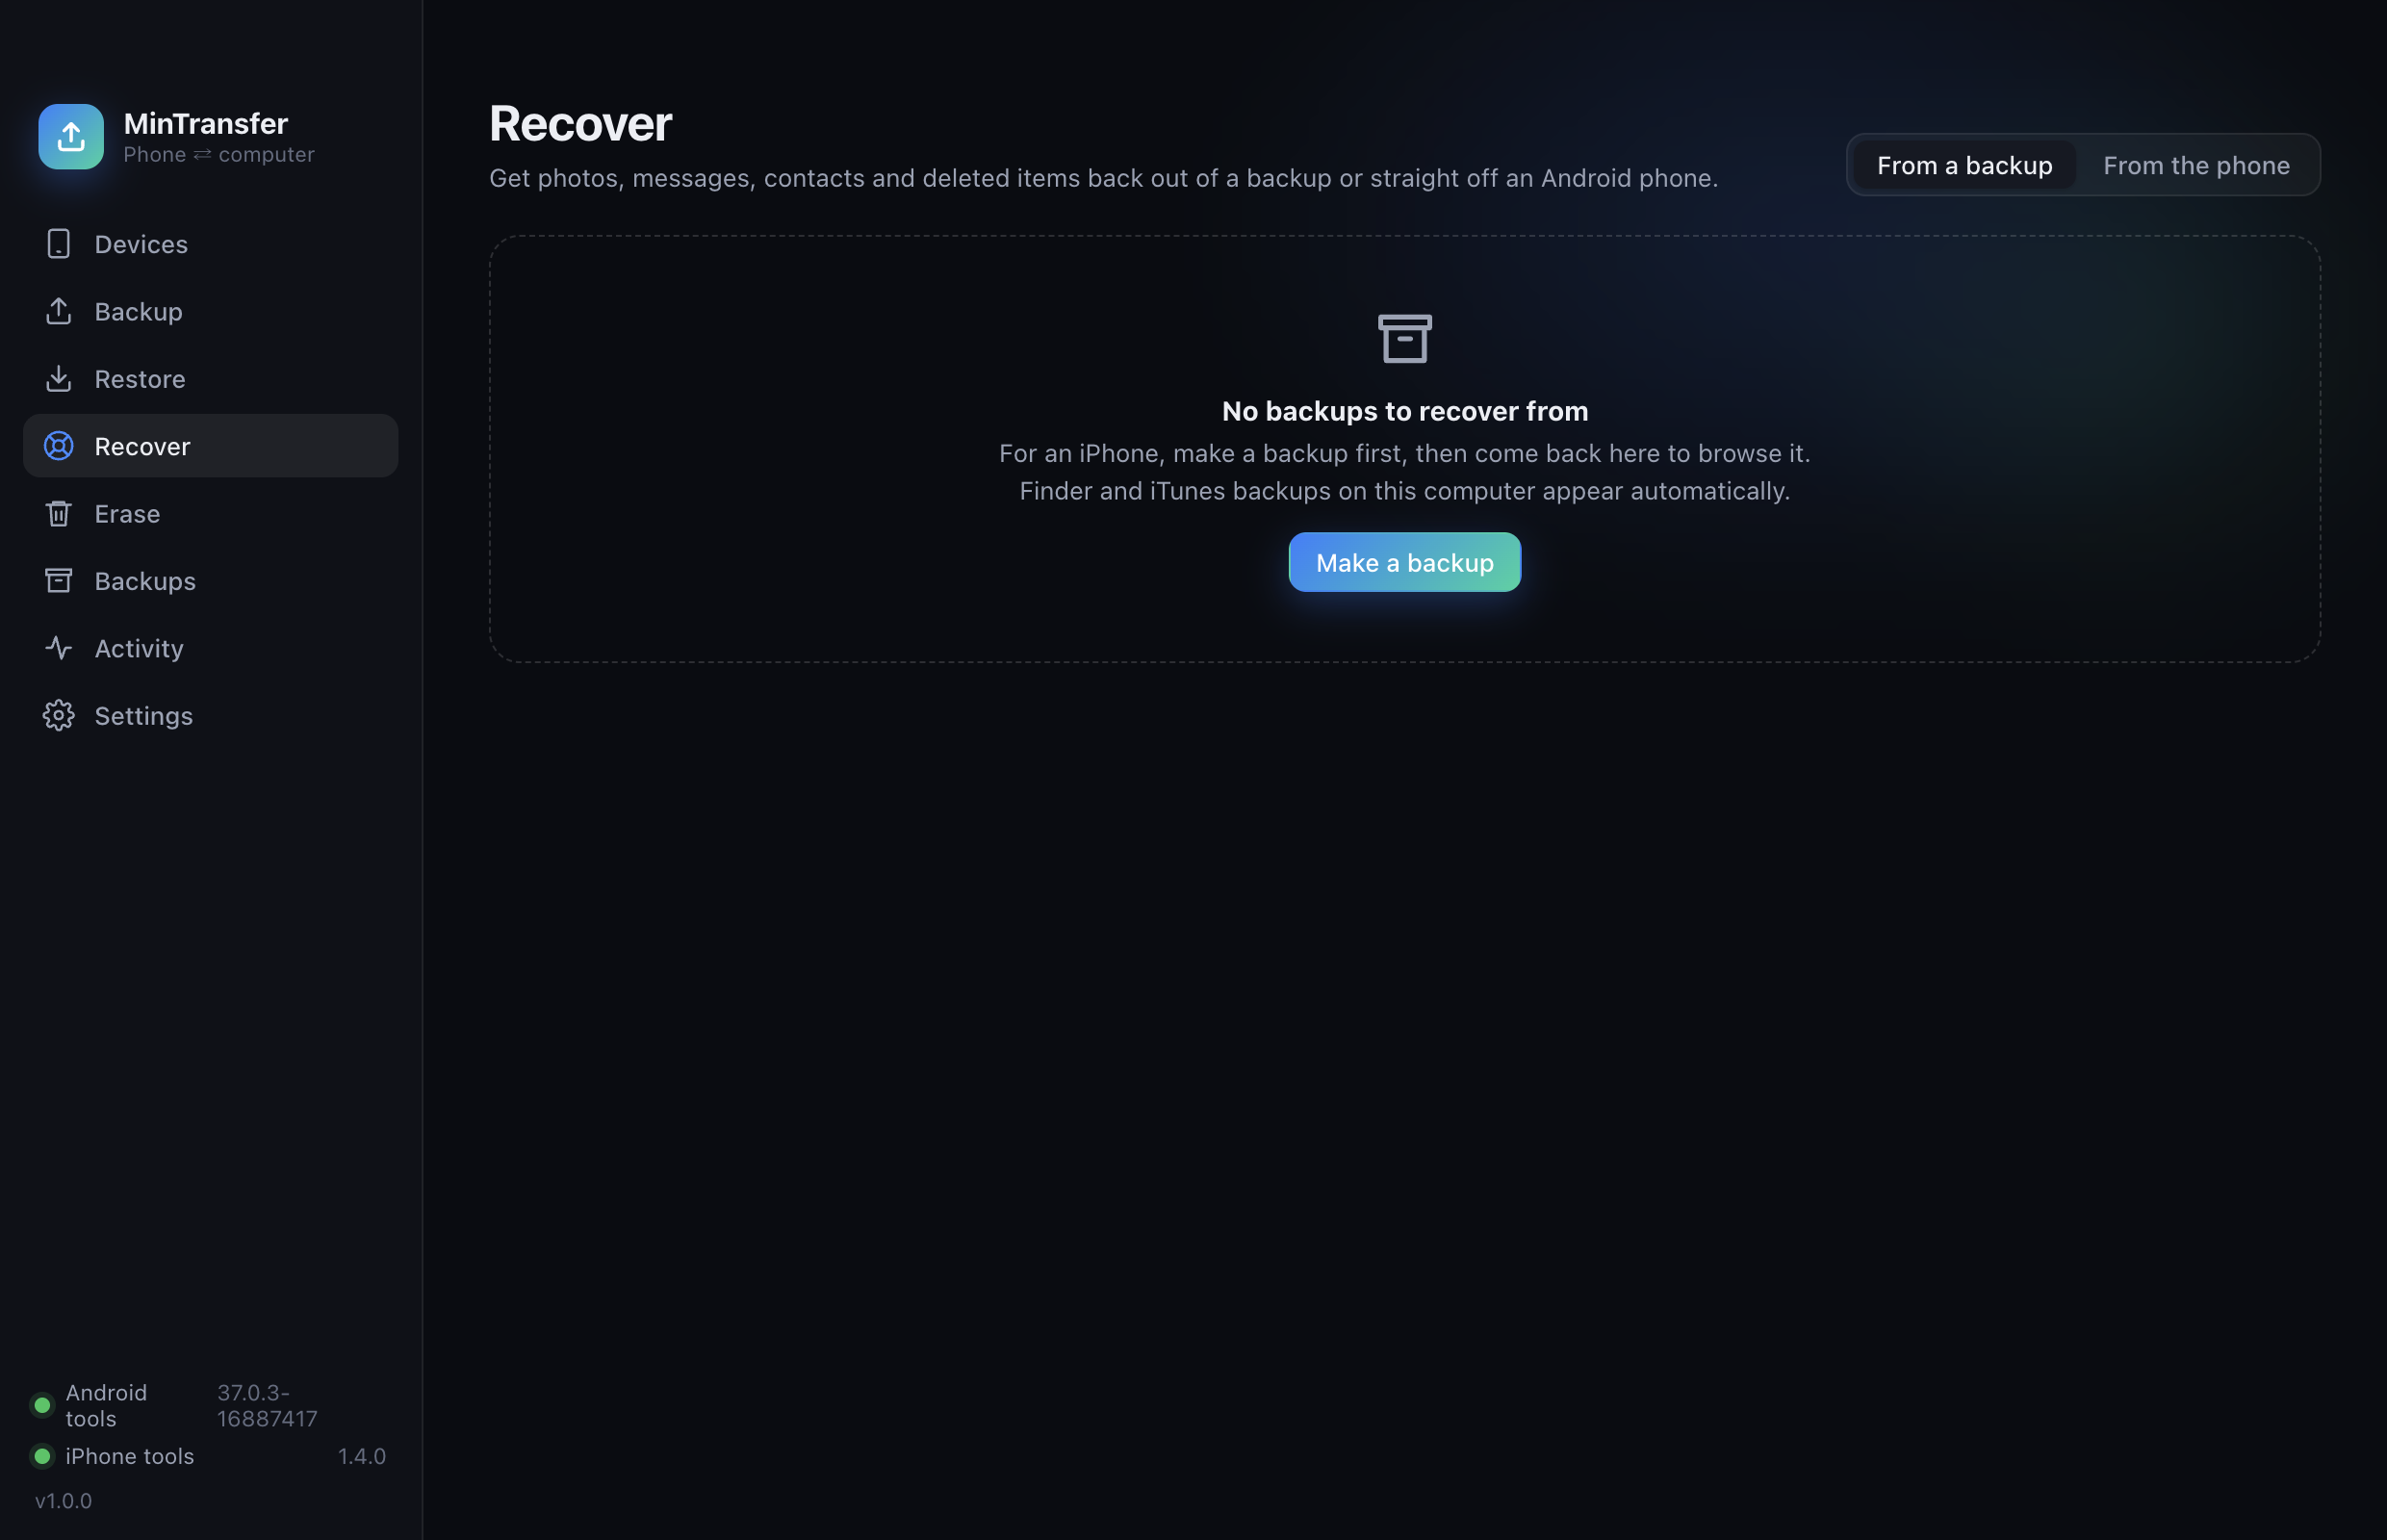 MinTransfer
Phone ⇄ computer
Devices
Backup
Restore
Recover
Erase
Backups
Activity
Settings
Android tools
37.0.3-16887417
iPhone tools
1.4.0
v1.0.0
Recover
Get photos, messages, contacts and deleted items back out of a backup or straight off an Android phone.
From a backup
From the phone
No backups to recover from
For an iPhone, make a backup first, then come back here to browse it.
Finder and iTunes backups on this computer appear automatically.
Make a backup